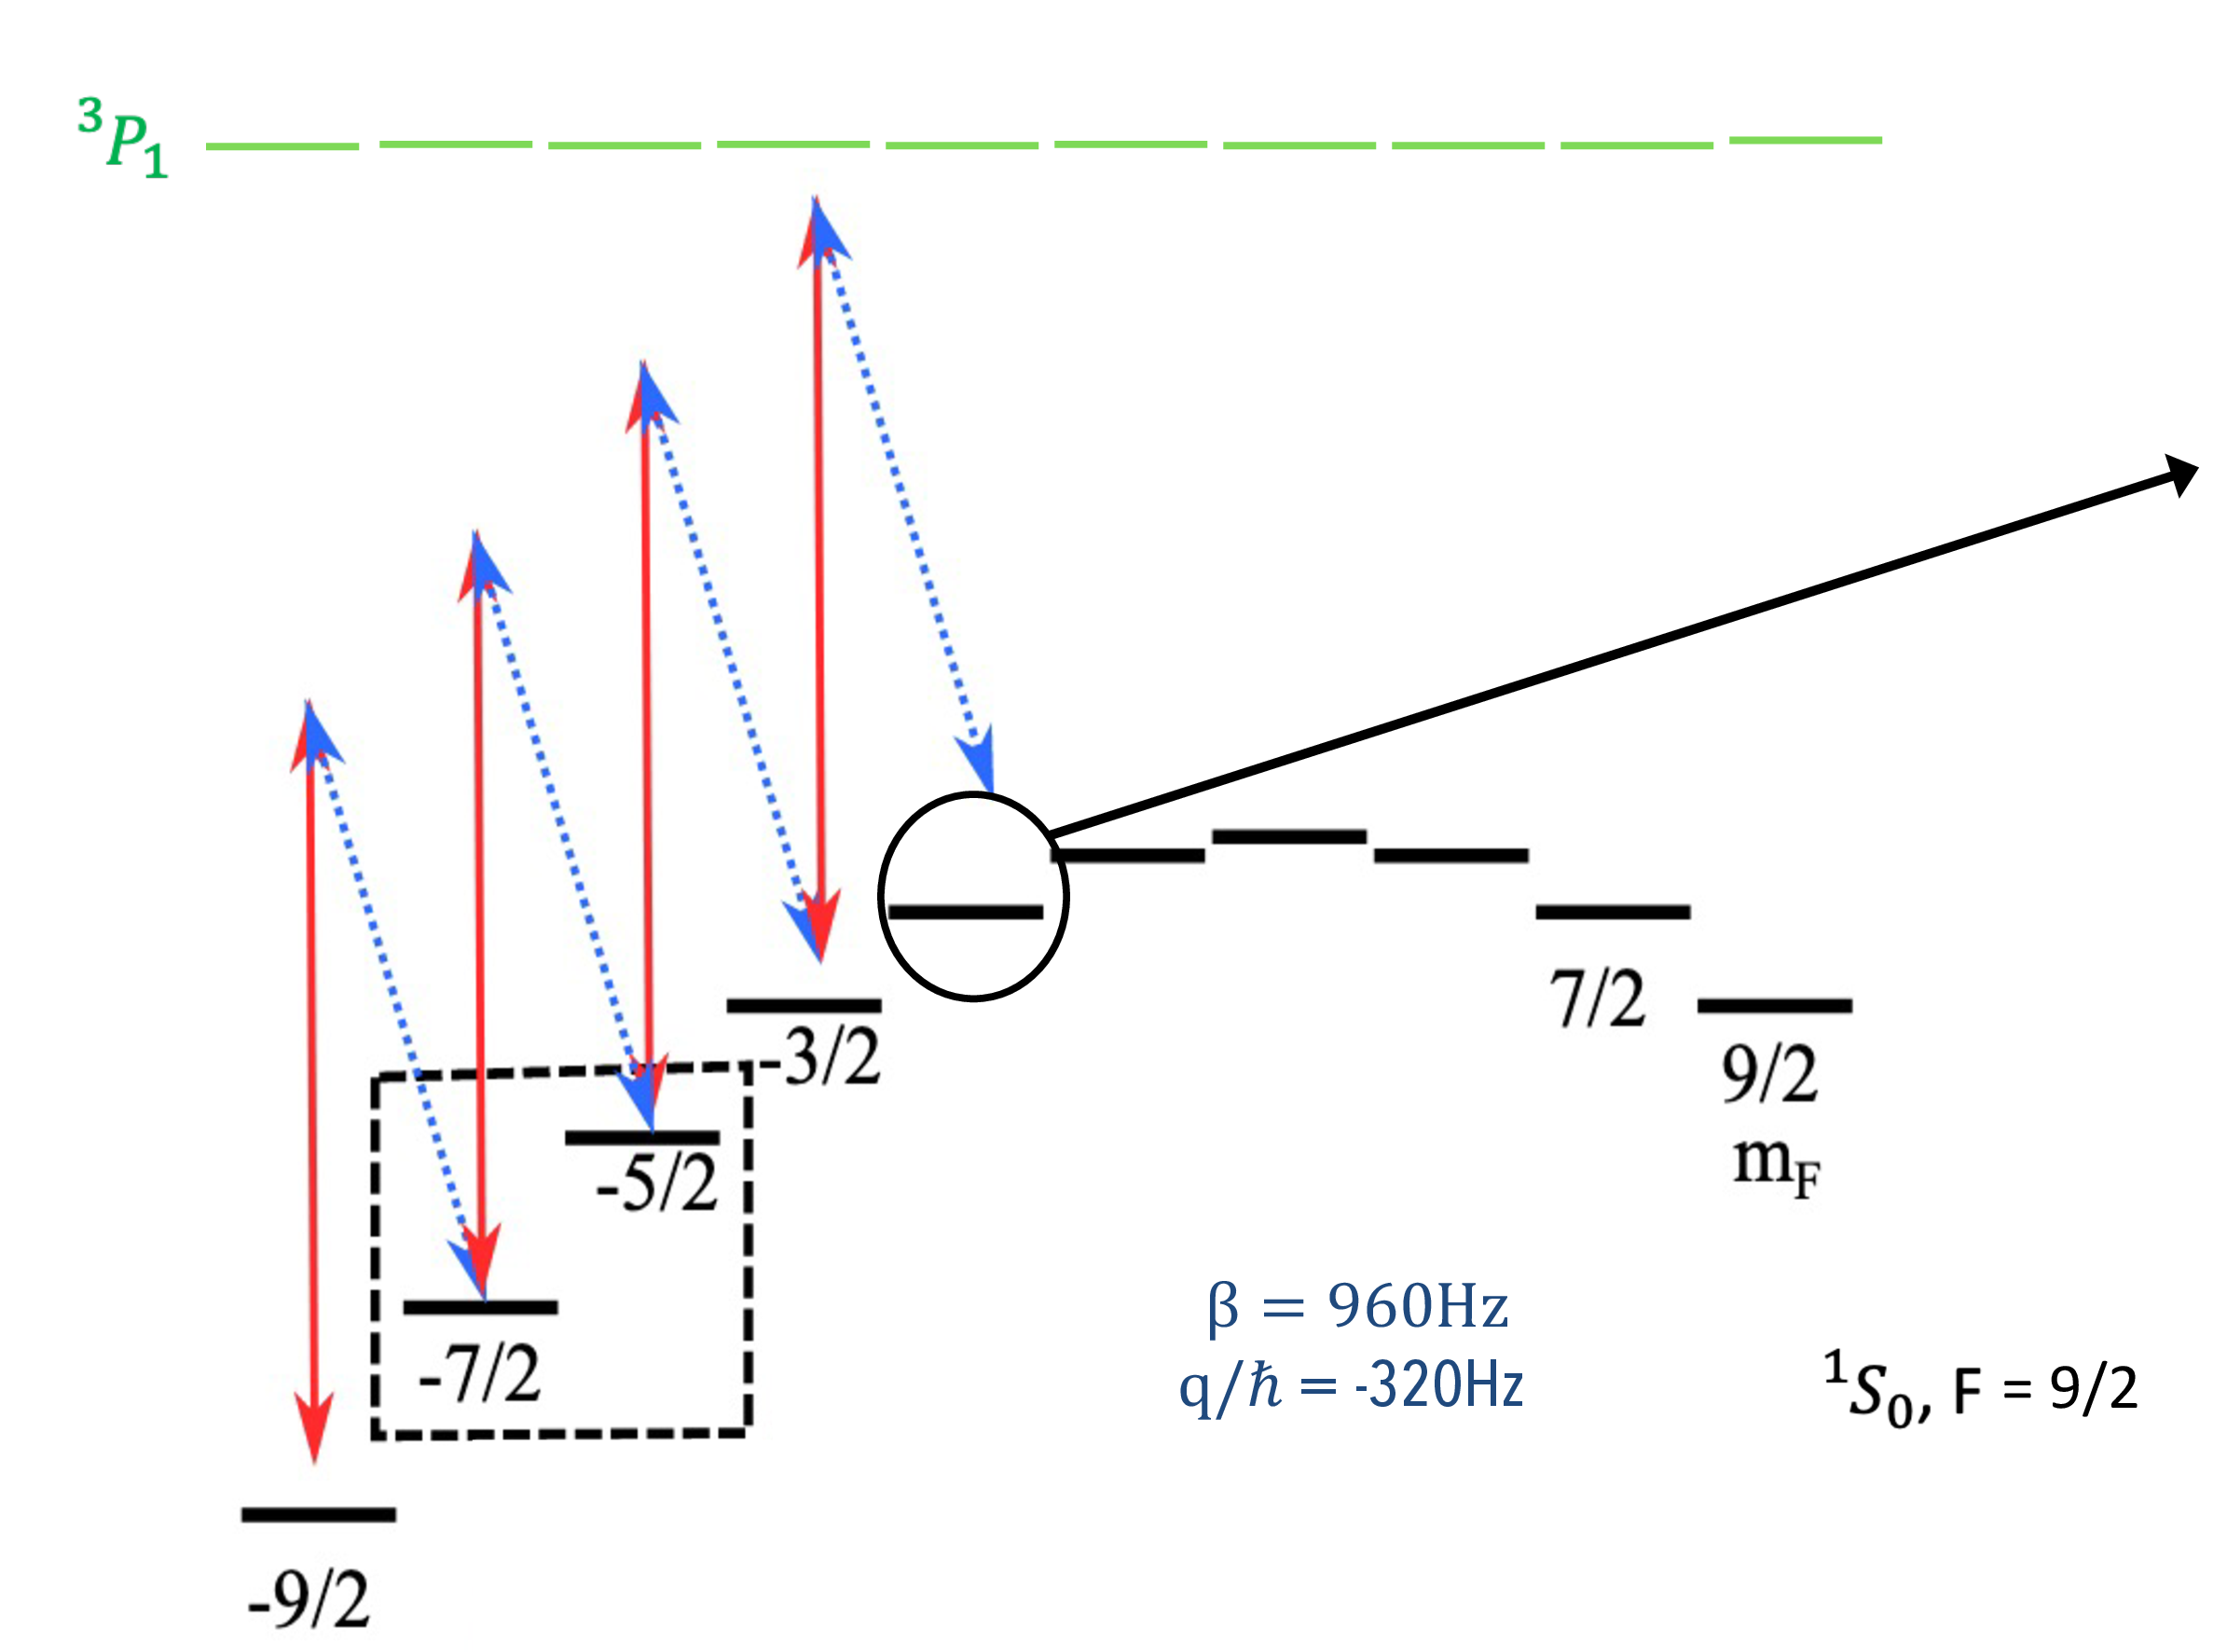 ³P₁
-3/2
7/2
9/2
m_F
-5/2
-7/2
β = 960Hz
q/ħ = -320Hz
¹S₀, F = 9/2
-9/2